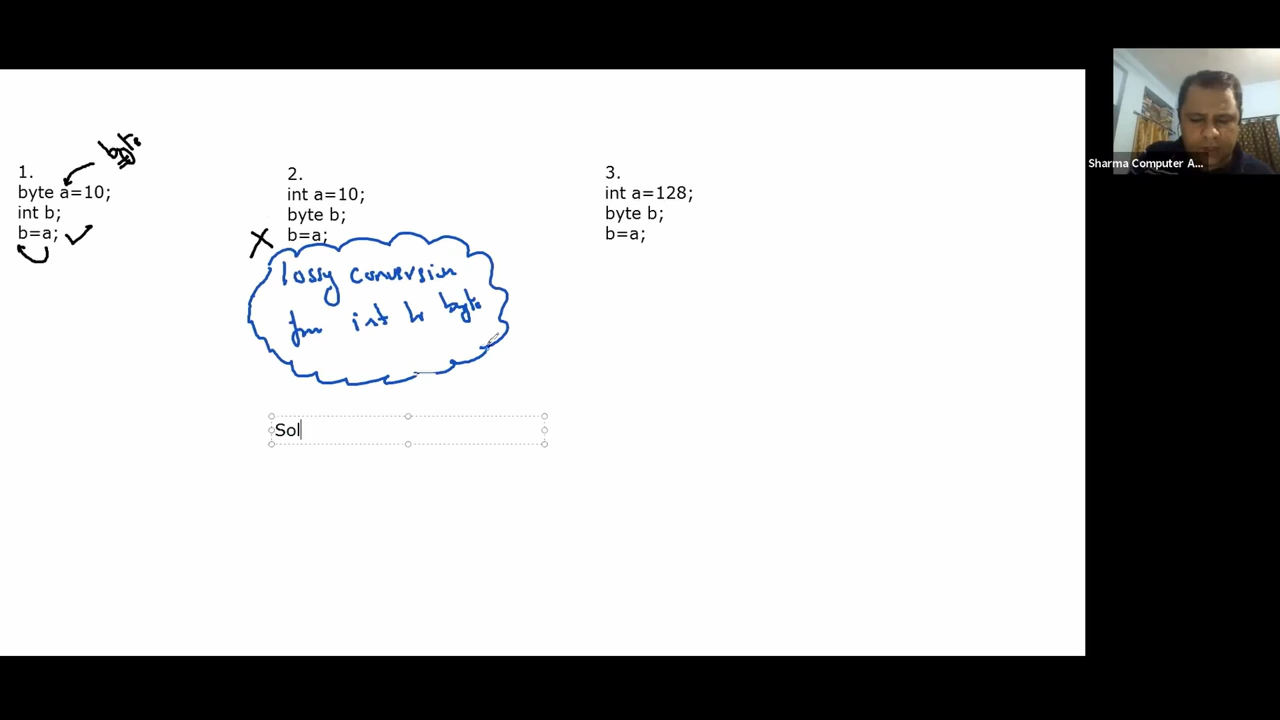 byte
1.
byte a=10;
int b;
b=a;
2.
int a=10;
byte b;
b=a;
lossy conversion
from int to byte
Sol
3.
int a=128;
byte b;
b=a;
Sharma Computer A...